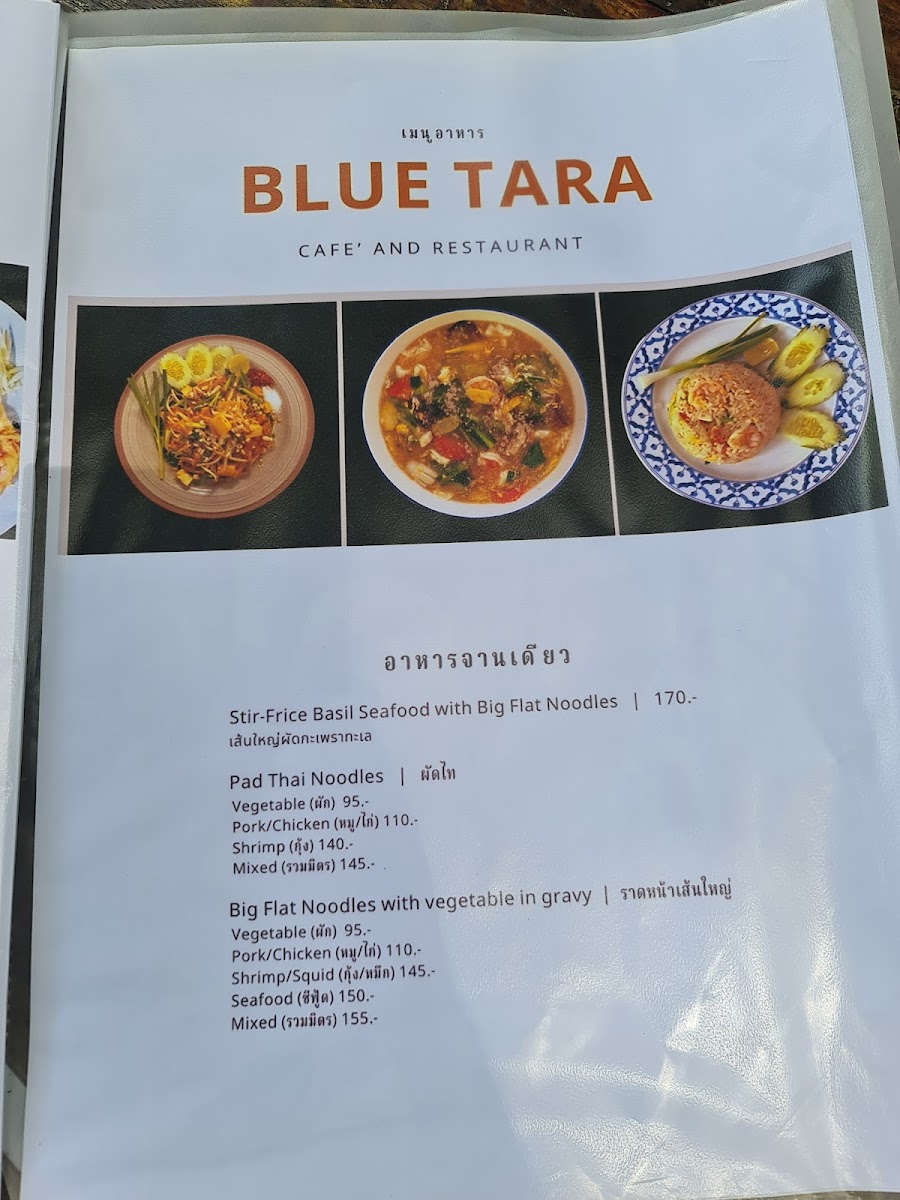 เมนูอาหาร
BLUE TARA
CAFE' AND RESTAURANT
อาหารจานเดียว
Stir-Frice Basil Seafood with Big Flat Noodles | 170.-
เส้นใหญ่ผัดกะเพราทะเล
Pad Thai Noodles | ผัดไท
Vegetable (ผัก) 95.-
Pork/Chicken (หมู/ไก่) 110.-
Shrimp (กุ้ง) 140.-
Mixed (รวมมิตร) 145.-
Big Flat Noodles with vegetable in gravy | ราดหน้าเส้นใหญ่
Vegetable (ผัก) 95.-
Pork/Chicken (หมู/ไก่) 110.-
Shrimp/Squid (กุ้ง/หมึก) 145.-
Seafood (ซีฟู้ด) 150.-
Mixed (รวมมิตร) 155.-